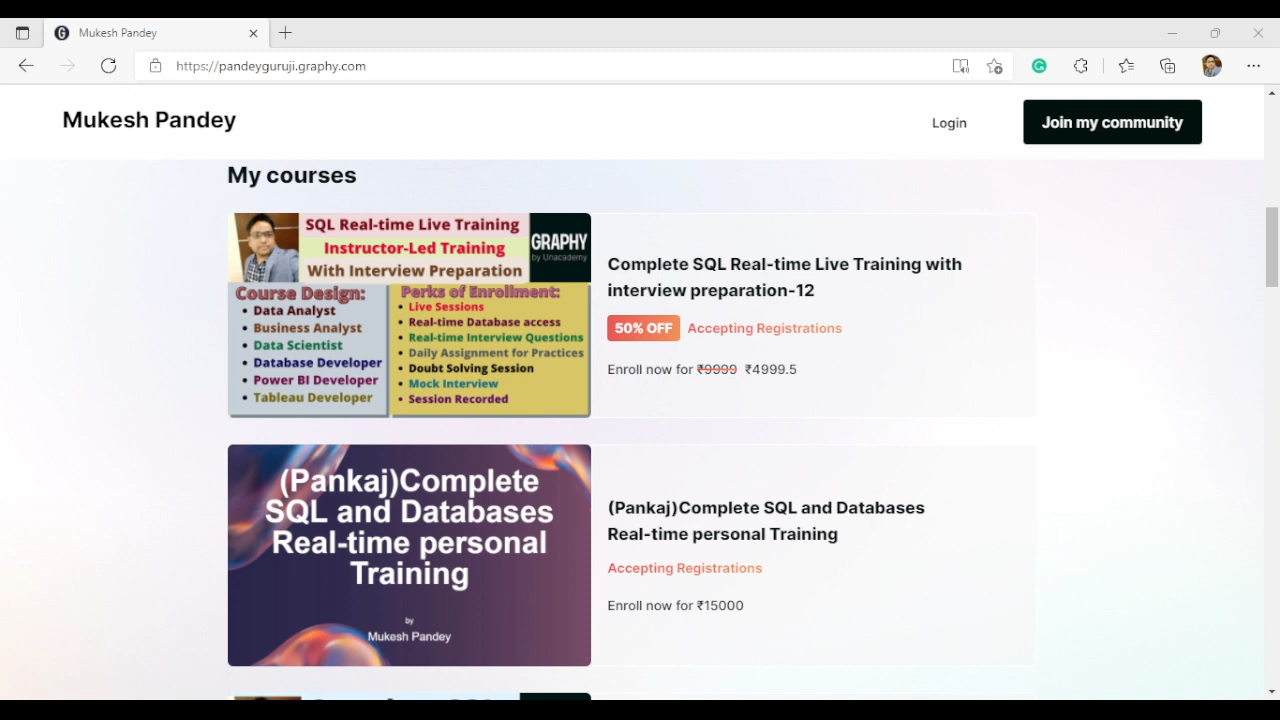 Mukesh Pandey
https://pandeyguruji.graphy.com
Mukesh Pandey
Login
Join my community
My courses
SQL Real-time Live Training
Instructor-Led Training
With Interview Preparation
GRAPHY
by Unacademy
Course Design:
• Data Analyst
• Business Analyst
• Data Scientist
• Database Developer
• Power BI Developer
• Tableau Developer
Perks of Enrollment:
• Live Sessions
• Real-time Database access
• Real-time Interview Questions
• Daily Assignment for Practices
• Doubt Solving Session
• Mock Interview
• Session Recorded
Complete SQL Real-time Live Training with
interview preparation-12
50% OFF Accepting Registrations
Enroll now for ₹9999 ₹4999.5
(Pankaj)Complete
SQL and Databases
Real-time personal
Training
by
Mukesh Pandey
(Pankaj)Complete SQL and Databases
Real-time personal Training
Accepting Registrations
Enroll now for ₹15000